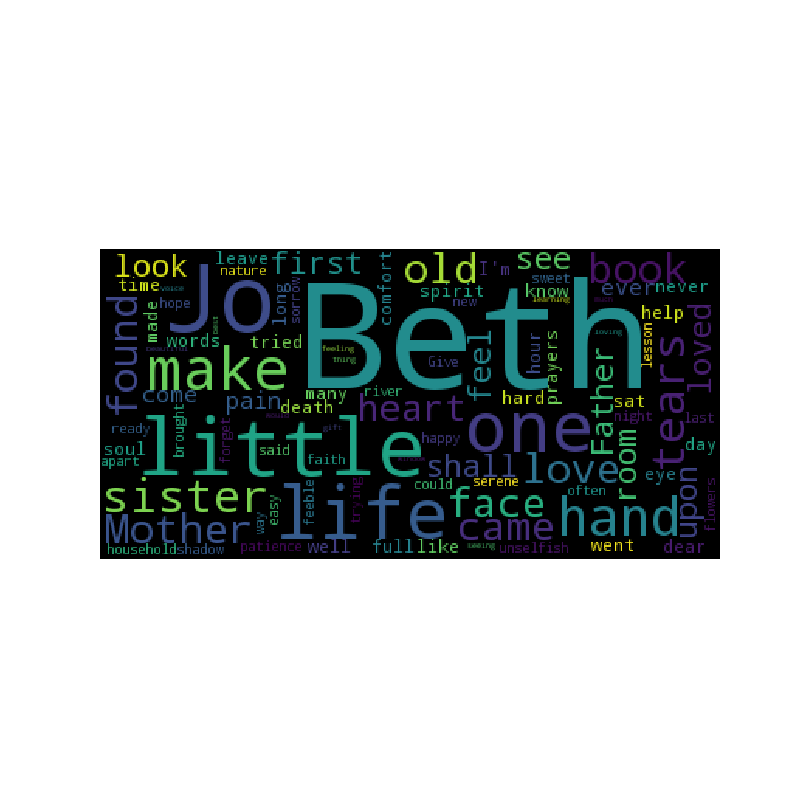 look
leave
first
nature
time
voice
Jo
long
sorrow
hope
made
found
words
tried
make
come
pain
many
death
feeling
thing
comfort
old
I'm
spirit
new
see
sweet
know
learning
book
ever
never
help
Beth
Give
feel
hour
prayers
loving
lesson
loved
tears
Father
river
heart
hard
sat
night
last
one
room
day
ready
soul
apart
brought
forget
little
said
faith
gift
happy
shall
love
eye
upon
flowers
sister
Mother
way
easy
feeble
life
trying
could
serene
face
often
came
hand
household
shadow
patience
well
full
like
seeing
unselfish
went
dear